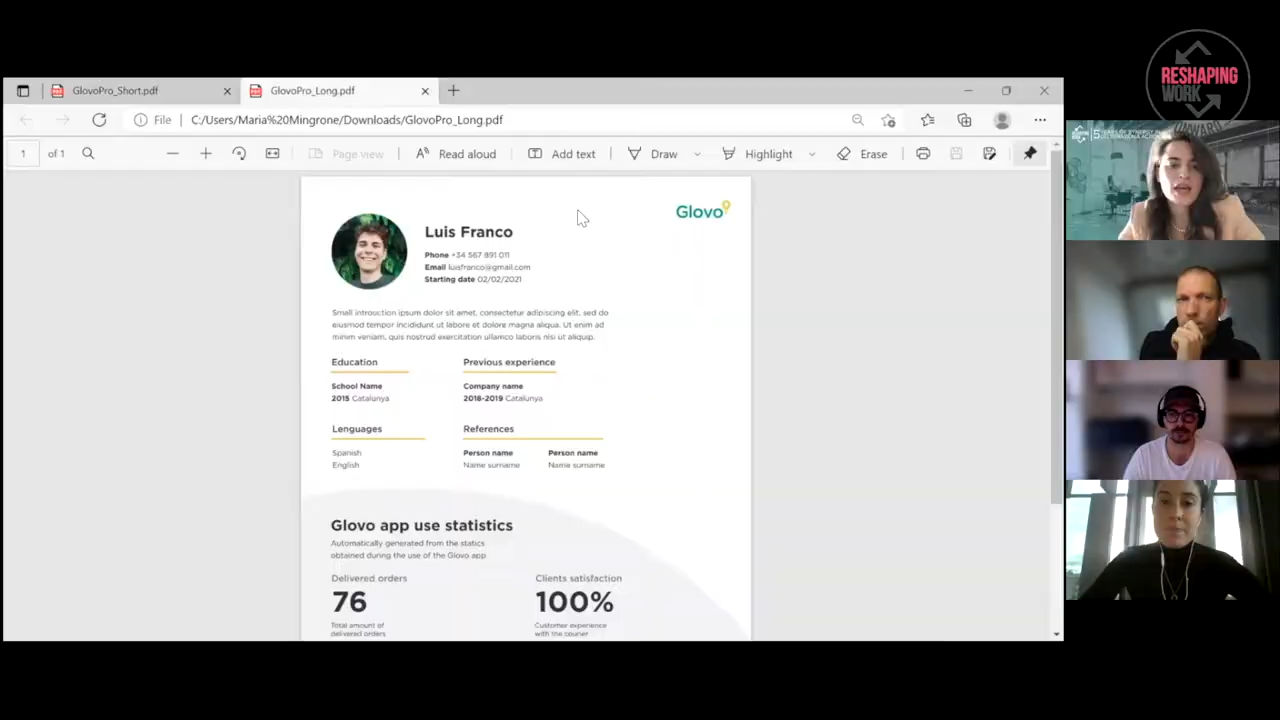 RESHAPING
WORK
GlovoPro_Short.pdf
GlovoPro_Long.pdf
File
C:/Users/Maria%20Mingrone/Downloads/GlovoPro_Long.pdf
1 of 1
Page view
Read aloud
Add text
Draw
Highlight
Erase
Glovo
Luis Franco
Phone +34 567 891 011
Email luisfranco@gmail.com
Starting date 02/02/2021
Small introuction ipsum dolor sit amet, consectetur adipiscing elit, sed do
eiusmod tempor incididunt ut labore et dolore magna aliqua. Ut enim ad
minim veniam, quis nostrud exercitation ullamco laboris nisi ut aliquip.
Education
School Name
2015 Catalunya
Previous experience
Company name
2018-2019 Catalunya
Languages
Spanish
English
References
Person name
Name surname
Person name
Name surname
Glovo app use statistics
Automatically generated from the statics
obtained during the use of the Glovo app
Delivered orders
76
Total amount of
delivered orders
Clients satisfaction
100%
Customer experience
with the courier